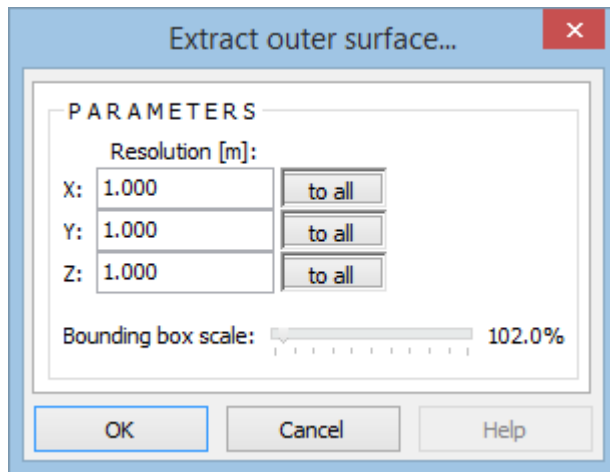 Extract outer surface...
PARAMETERS
Resolution [m]:
X: 1.000 to all
Y: 1.000 to all
Z: 1.000 to all
Bounding box scale: 102.0%
OK Cancel Help